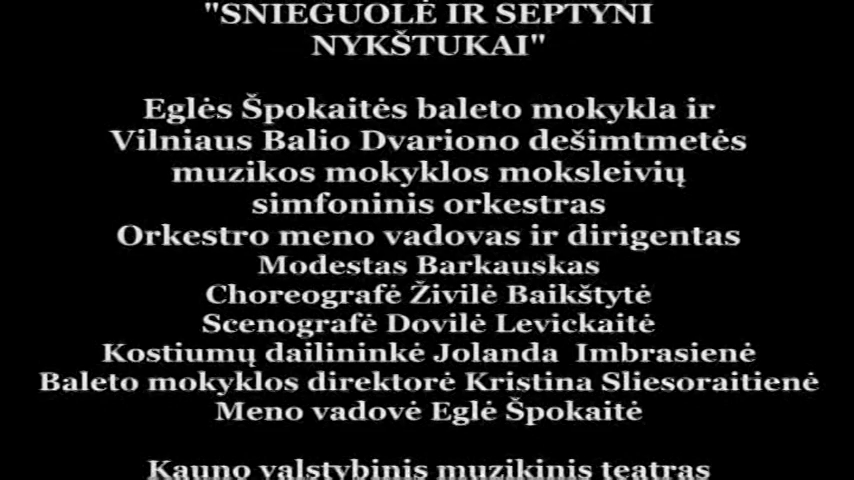 "SNIEGUOLĖ IR SEPTYNI
NYKŠTUKAI"
Eglės Špokaitės baleto mokykla ir
Vilniaus Balio Dvariono dešimtmetės
muzikos mokyklos moksleivių
simfoninis orkestras
Orkestro meno vadovas ir dirigentas
Modestas Barkauskas
Choreografė Živilė Baikštytė
Scenografė Dovilė Levickaitė
Kostiumų dailininkė Jolanda Imbrasienė
Baleto mokyklos direktorė Kristina Sliesoraitienė
Meno vadovė Eglė Špokaitė
Kauno valstybinis muzikinis teatras